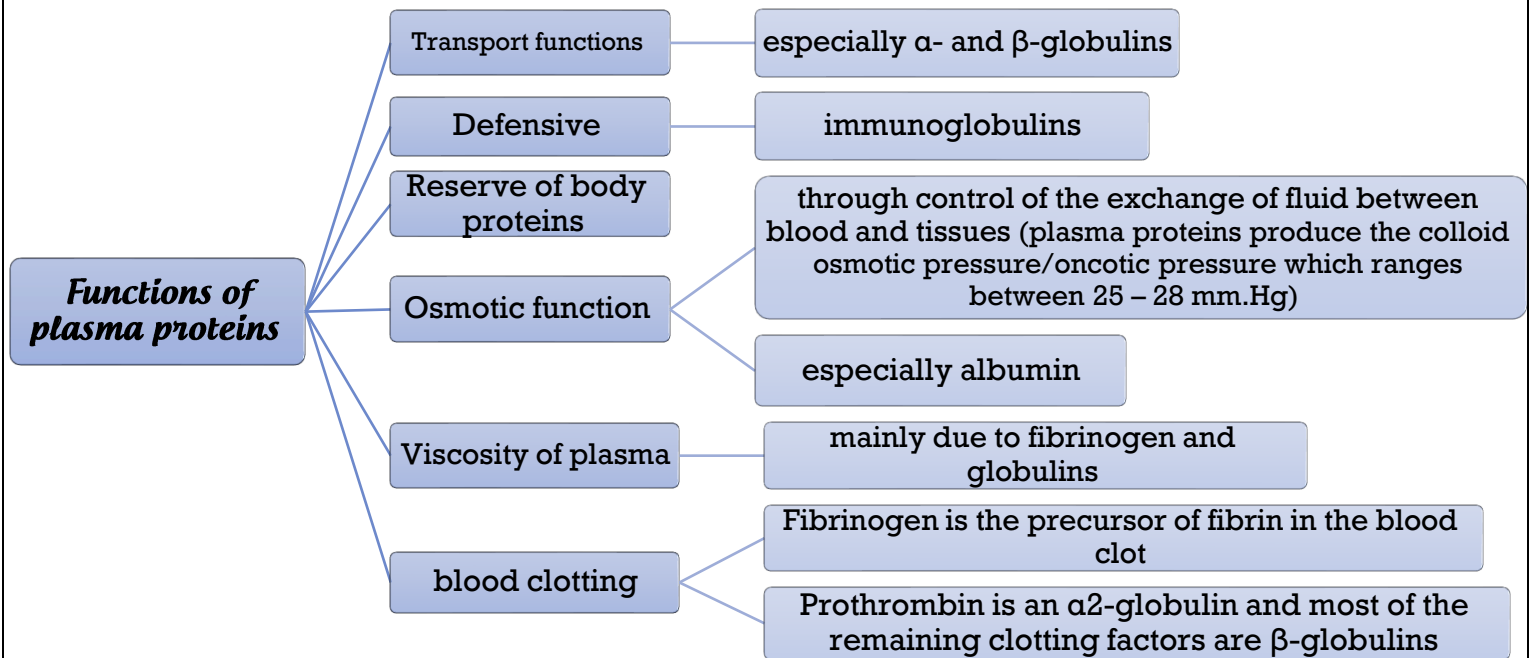 Functions of
plasma proteins
Transport functions
especially α- and β-globulins
Defensive
immunoglobulins
Reserve of body
proteins
Osmotic function
through control of the exchange of fluid between
blood and tissues (plasma proteins produce the colloid
osmotic pressure/oncotic pressure which ranges
between 25 – 28 mm.Hg)
especially albumin
Viscosity of plasma
mainly due to fibrinogen and
globulins
blood clotting
Fibrinogen is the precursor of fibrin in the blood
clot
Prothrombin is an α2-globulin and most of the
remaining clotting factors are β-globulins